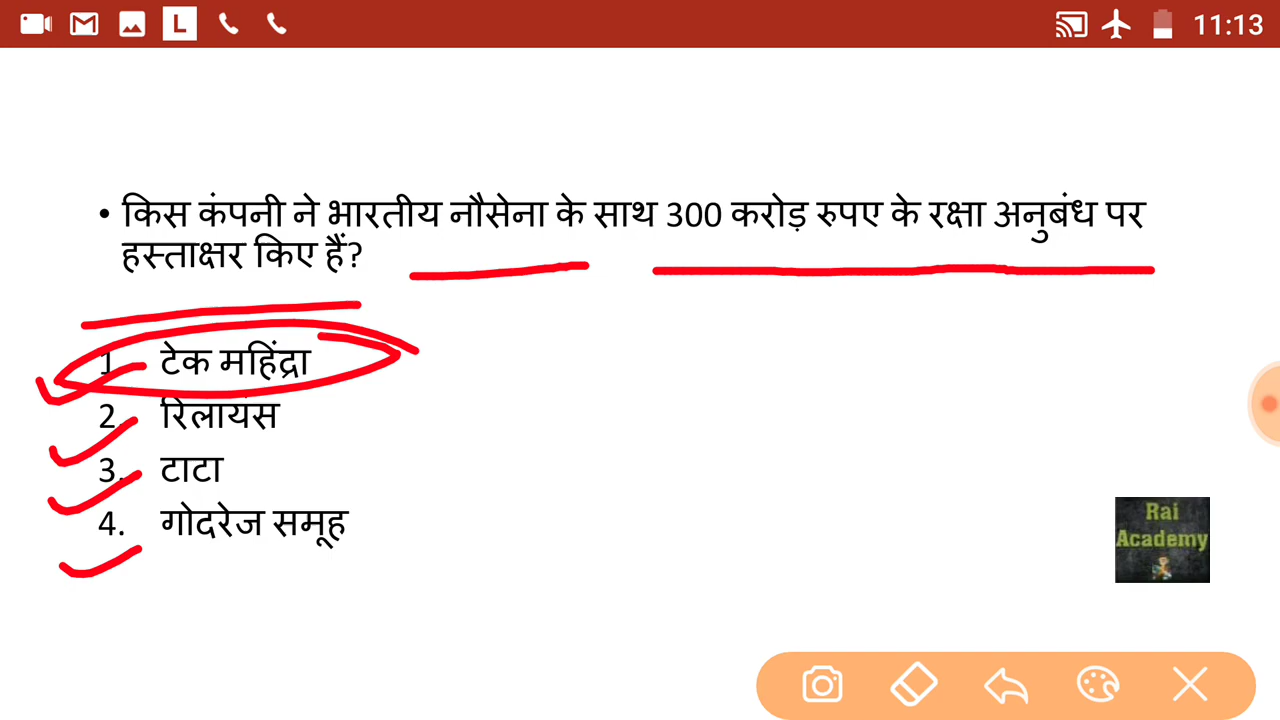 L 11:13
• किस कंपनी ने भारतीय नौसेना के साथ 300 करोड़ रुपए के रक्षा अनुबंध पर
हस्ताक्षर किए हैं?
1. टेक महिंद्रा
2. रिलायंस
3. टाटा
4. गोदरेज समूह
Rai
Academy